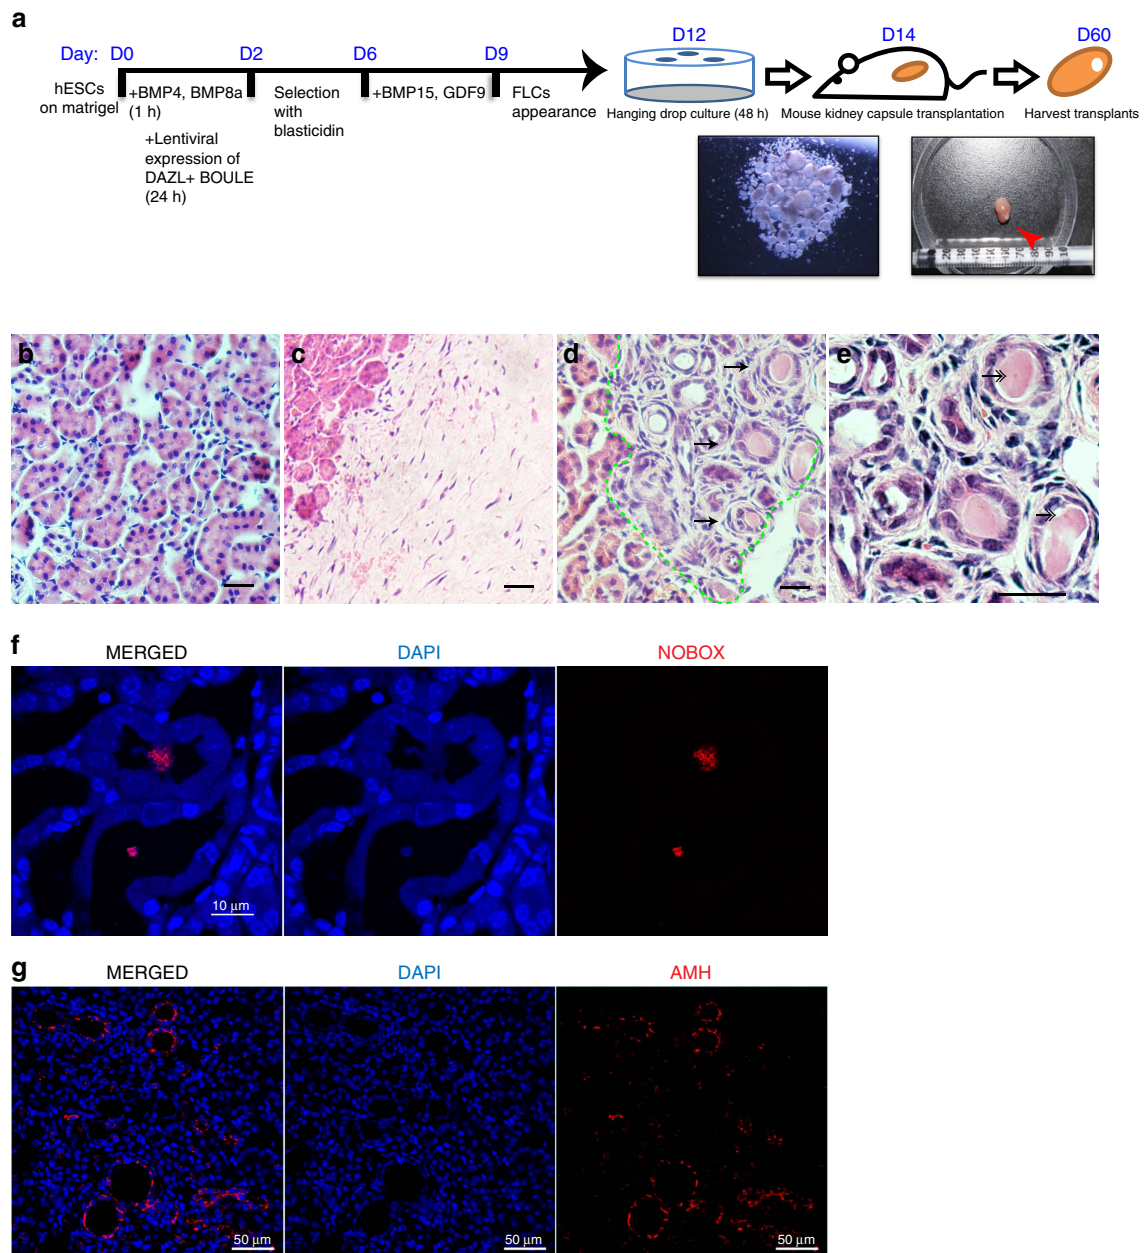 a
Day: D0 D2 D6 D9 D12 D14 D60
hESCs
on matrigel
+BMP4, BMP8a
(1 h)
+Lentiviral
expression of
DAZL+ BOULE
(24 h)
Selection
with
blasticidin
+BMP15, GDF9
FLCs
appearance
Hanging drop culture (48 h)
Mouse kidney capsule transplantation
Harvest transplants
b
c
d
e
f
MERGED DAPI NOBOX
10 µm
g
MERGED DAPI AMH
50 µm 50 µm 50 µm